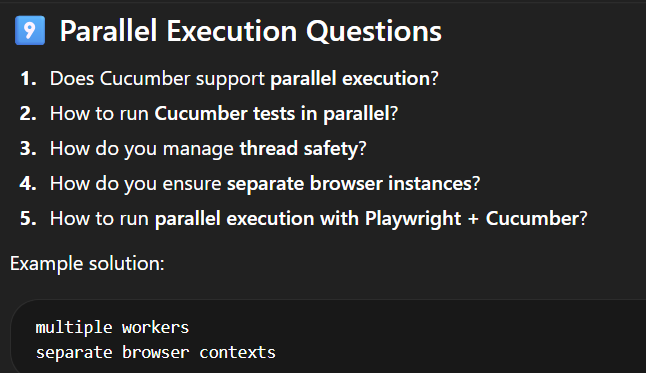 9 Parallel Execution Questions
1. Does Cucumber support parallel execution?
2. How to run Cucumber tests in parallel?
3. How do you manage thread safety?
4. How do you ensure separate browser instances?
5. How to run parallel execution with Playwright + Cucumber?
Example solution:
multiple workers
separate browser contexts